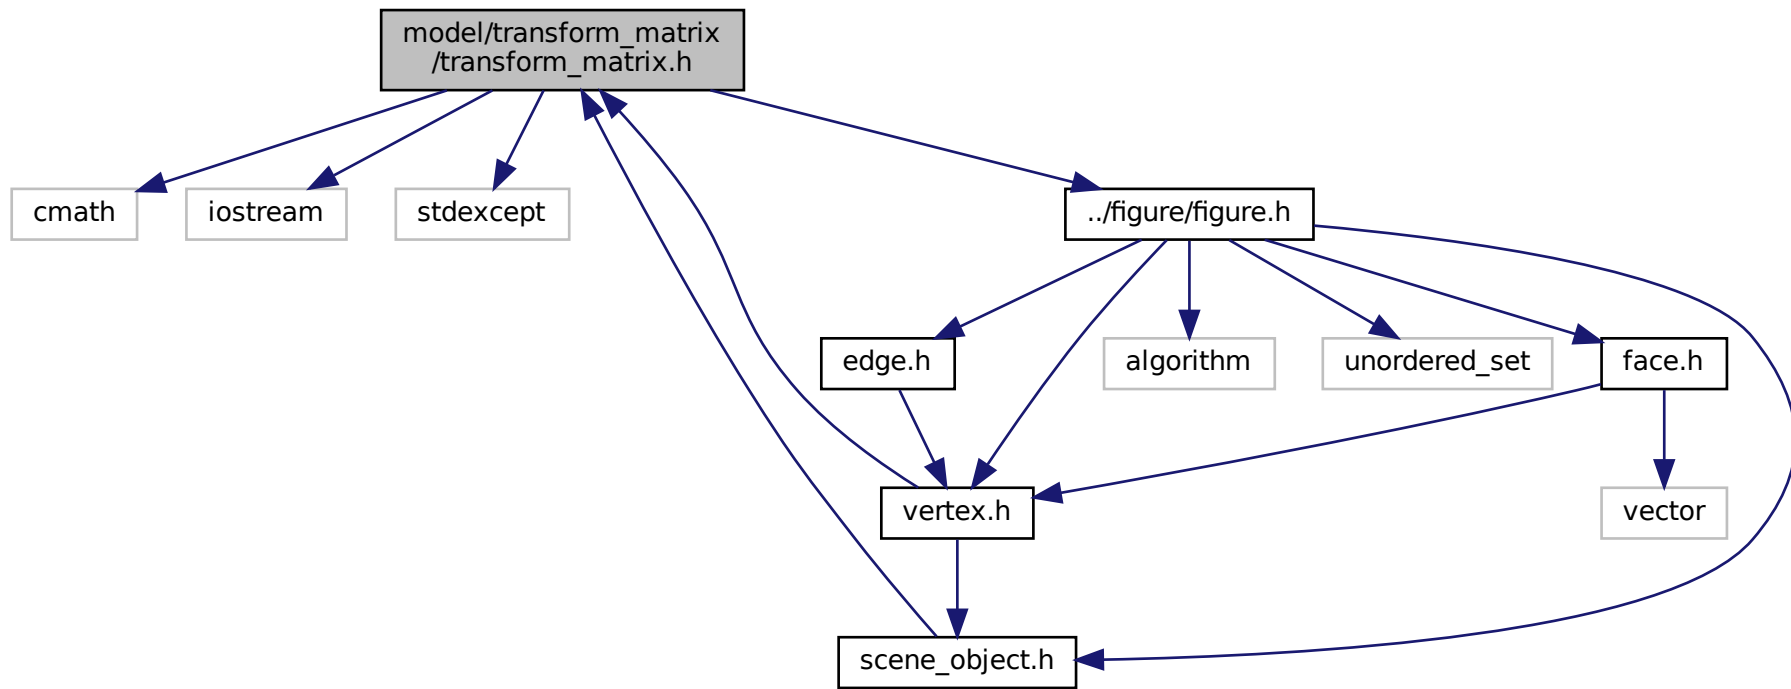 model/transform_matrix
/transform_matrix.h
cmath
iostream
stdexcept
../figure/figure.h
edge.h
algorithm
unordered_set
face.h
vertex.h
vector
scene_object.h